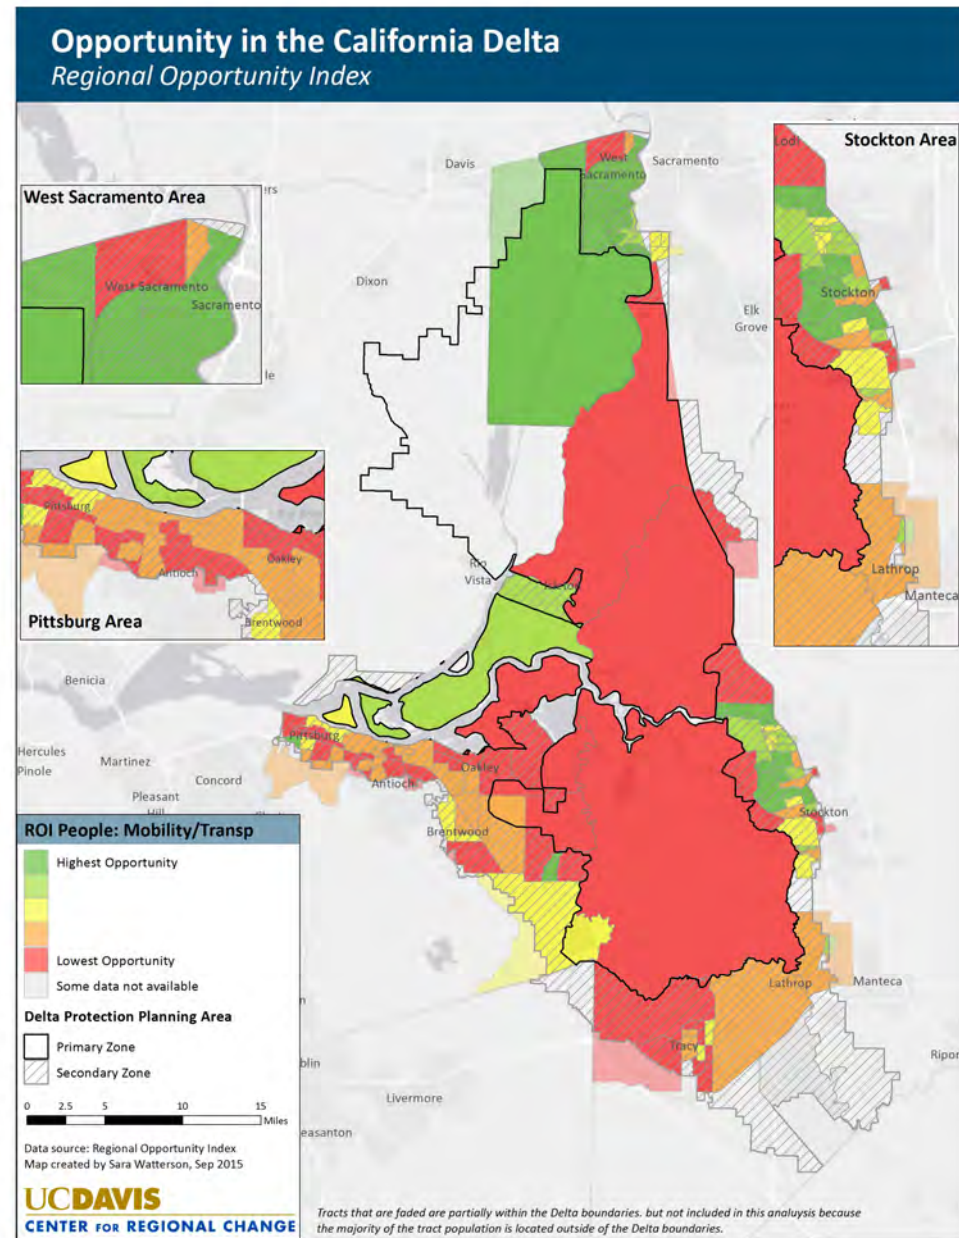 Opportunity in the California Delta
Regional Opportunity Index
Stockton Area
Lodi
Stockton
Lathrop
Manteca
West Sacramento Area
West Sacramento
Sacramento
Pittsburg
Antioch
Oakley
Brentwood
Pittsburg Area
Davis
West
Sacramento
Sacramento
Dixon
Elk
Grove
Rio
Vista
Benicia
Hercules
Pinole
Martinez
Concord
Pleasant
Pittsburg
Antioch
Oakley
Brentwood
Stockton
Lathrop
Manteca
Tracy
Ripon
Livermore
ROI People: Mobility/Transp
Highest Opportunity
Lowest Opportunity
Some data not available
Delta Protection Planning Area
Primary Zone
Secondary Zone
0 2.5 5 10 15
Miles
Data source: Regional Opportunity Index
Map created by Sara Watterson, Sep 2015
UCDAVIS
CENTER FOR REGIONAL CHANGE
Tracts that are faded are partially within the Delta boundaries. but not included in this analuysis because
the majority of the tract population is located outside of the Delta boundaries.